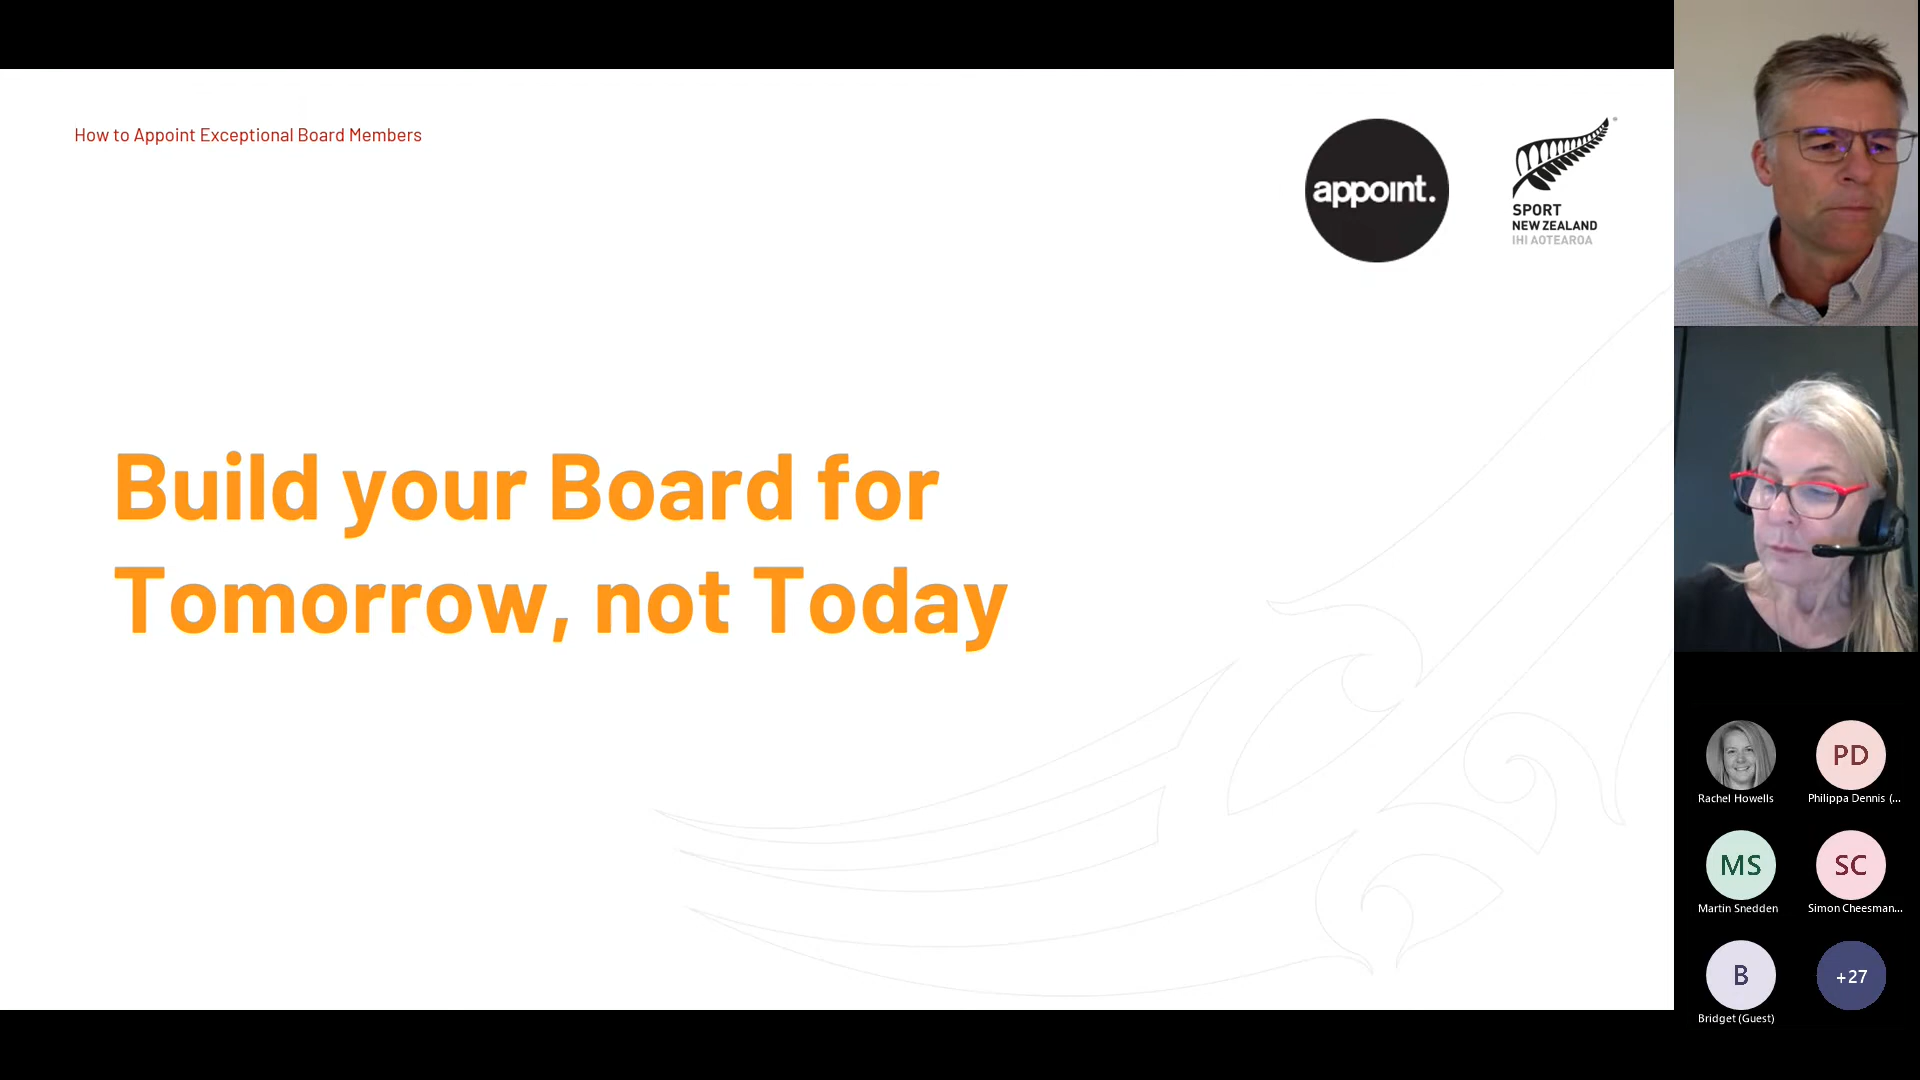 How to Appoint Exceptional Board Members
appoint.
SPORT
NEW ZEALAND
IHI AOTEAROA
Build your Board for
Tomorrow, not Today
PD
Rachel Howells
Philippa Dennis (...
MS
SC
Martin Snedden
Simon Cheesman...
B
+27
Bridget (Guest)